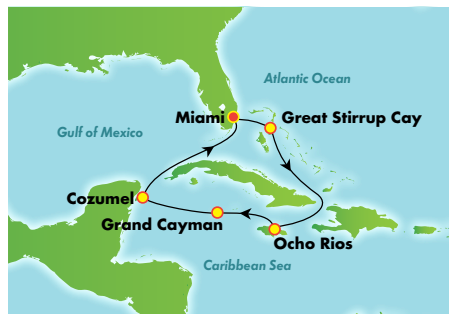 Atlantic Ocean
Miami
Great Stirrup Cay
Gulf of Mexico
Cozumel
Grand Cayman
Ocho Rios
Caribbean Sea